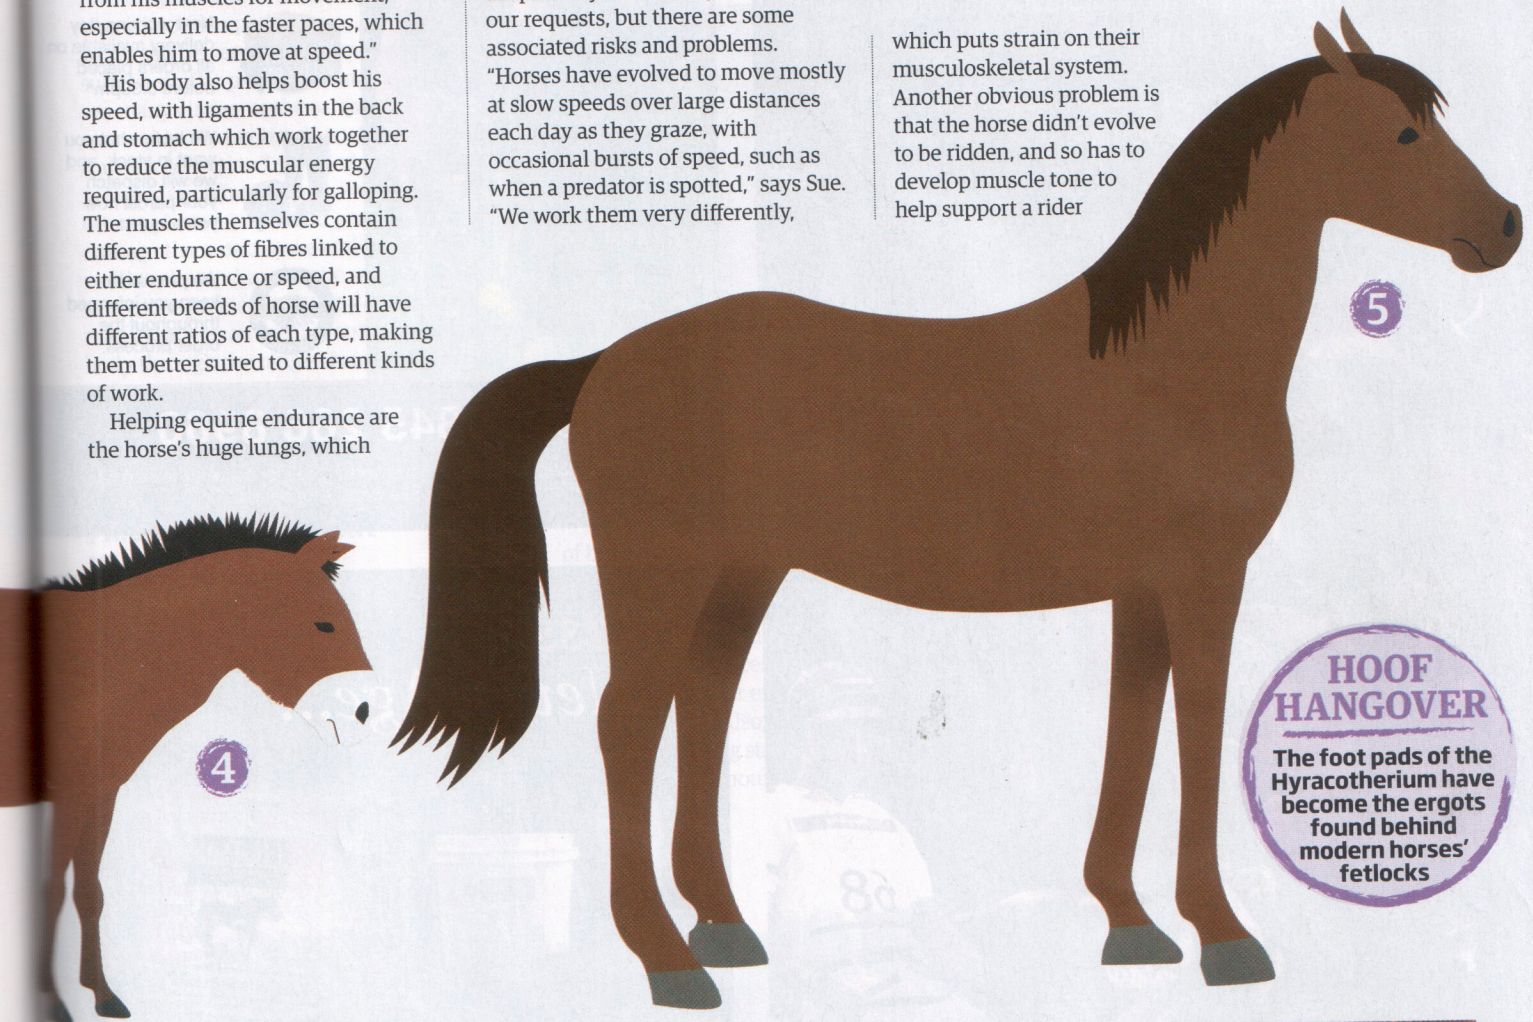 from his muscles for movement,
especially in the faster paces, which
enables him to move at speed.”
His body also helps boost his
speed, with ligaments in the back
and stomach which work together
to reduce the muscular energy
required, particularly for galloping.
The muscles themselves contain
different types of fibres linked to
either endurance or speed, and
different breeds of horse will have
different ratios of each type, making
them better suited to different kinds
of work.
Helping equine endurance are
the horse’s huge lungs, which
our requests, but there are some
associated risks and problems.
“Horses have evolved to move mostly
at slow speeds over large distances
each day as they graze, with
occasional bursts of speed, such as
when a predator is spotted,” says Sue.
“We work them very differently,
which puts strain on their
musculoskeletal system.
Another obvious problem is
that the horse didn’t evolve
to be ridden, and so has to
develop muscle tone to
help support a rider
5
4
HOOF
HANGOVER
The foot pads of the
Hyracotherium have
become the ergots
found behind
modern horses’
fetlocks
68